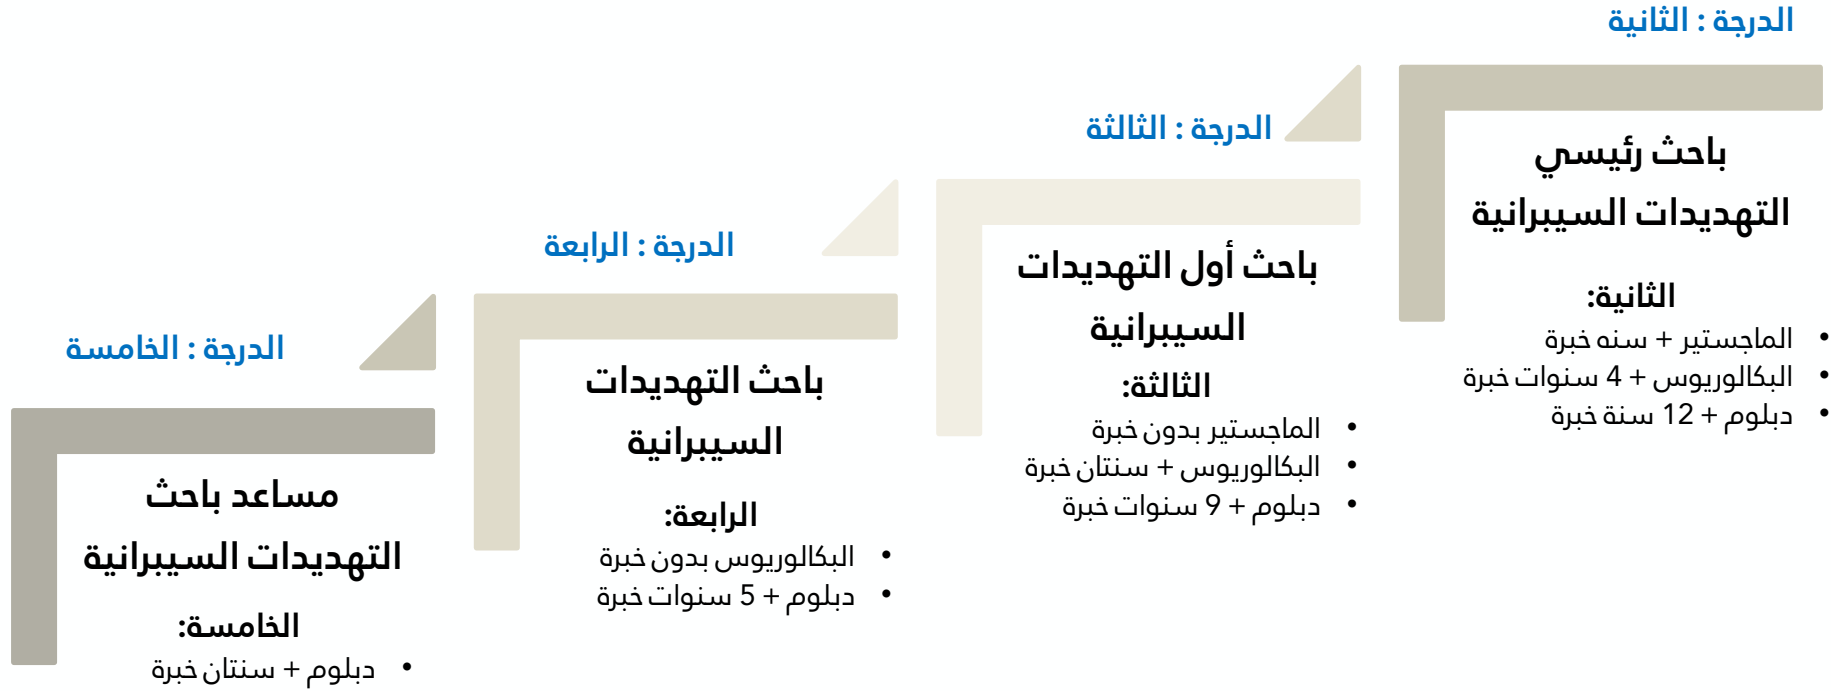 الدرجة : الثانية
باحث رئيسي
التهديدات السيبرانية
الثانية:
• الماجستير + سنه خبرة
• البكالوريوس + 4 سنوات خبرة
• دبلوم + 12 سنة خبرة
الدرجة : الثالثة
باحث أول التهديدات
السيبرانية
الثالثة:
• الماجستير بدون خبرة
• البكالوريوس + سنتان خبرة
• دبلوم + 9 سنوات خبرة
الدرجة : الرابعة
باحث التهديدات
السيبرانية
الرابعة:
• البكالوريوس بدون خبرة
• دبلوم + 5 سنوات خبرة
الدرجة : الخامسة
مساعد باحث
التهديدات السيبرانية
الخامسة:
• دبلوم + سنتان خبرة